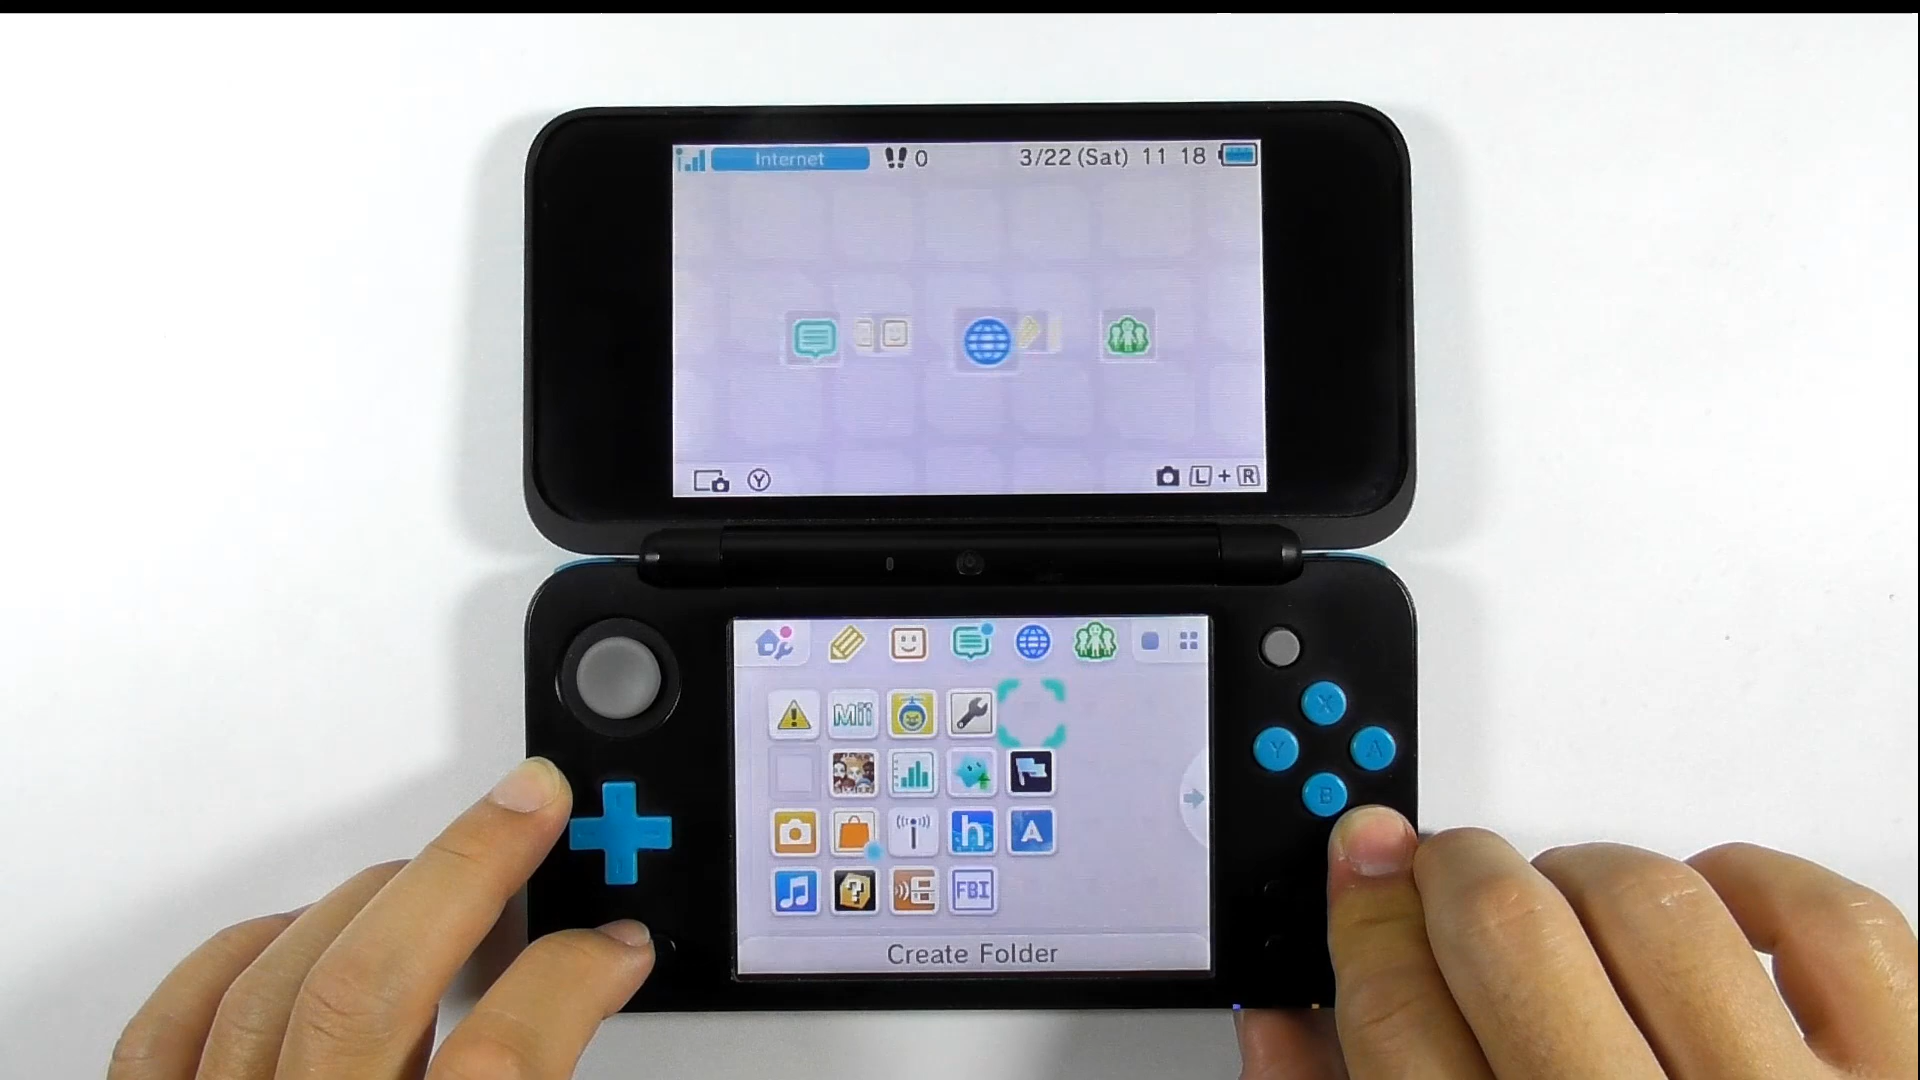 Internet 0 3/22 (Sat) 11 18
Y L + R
Mii
h A
? FBI
Create Folder
X
Y A
B